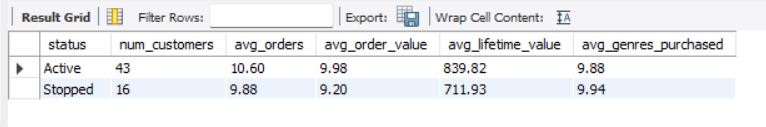 Result Grid Filter Rows: Export: Wrap Cell Content: IA
status num_customers avg_orders avg_order_value avg_lifetime_value avg_genres_purchased
Active 43 10.60 9.98 839.82 9.88
Stopped 16 9.88 9.20 711.93 9.94